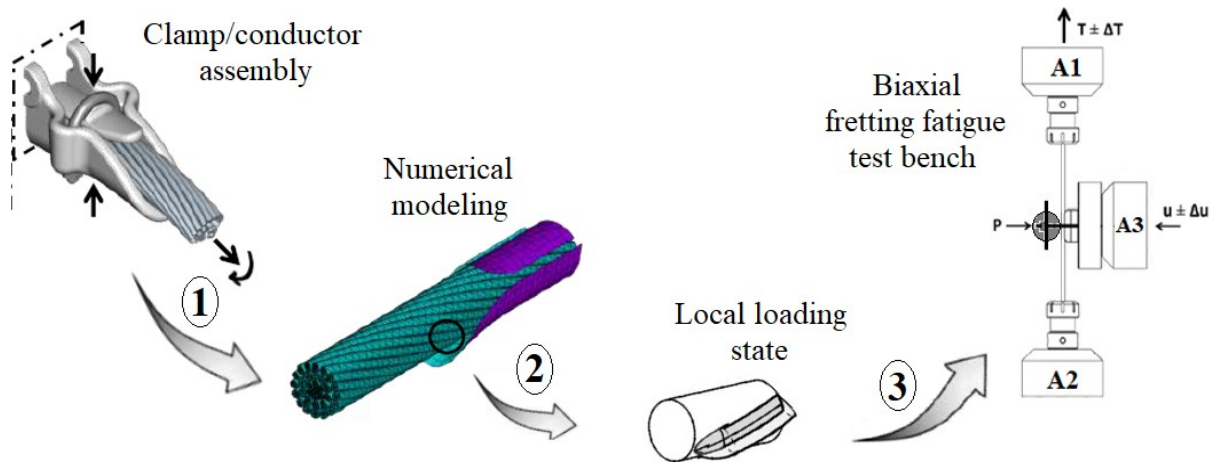 Clamp/conductor
assembly
1
Numerical
modeling
2
Local loading
state
3
Biaxial
fretting fatigue
test bench
T ± ΔT
A1
P
A3
u ± Δu
A2